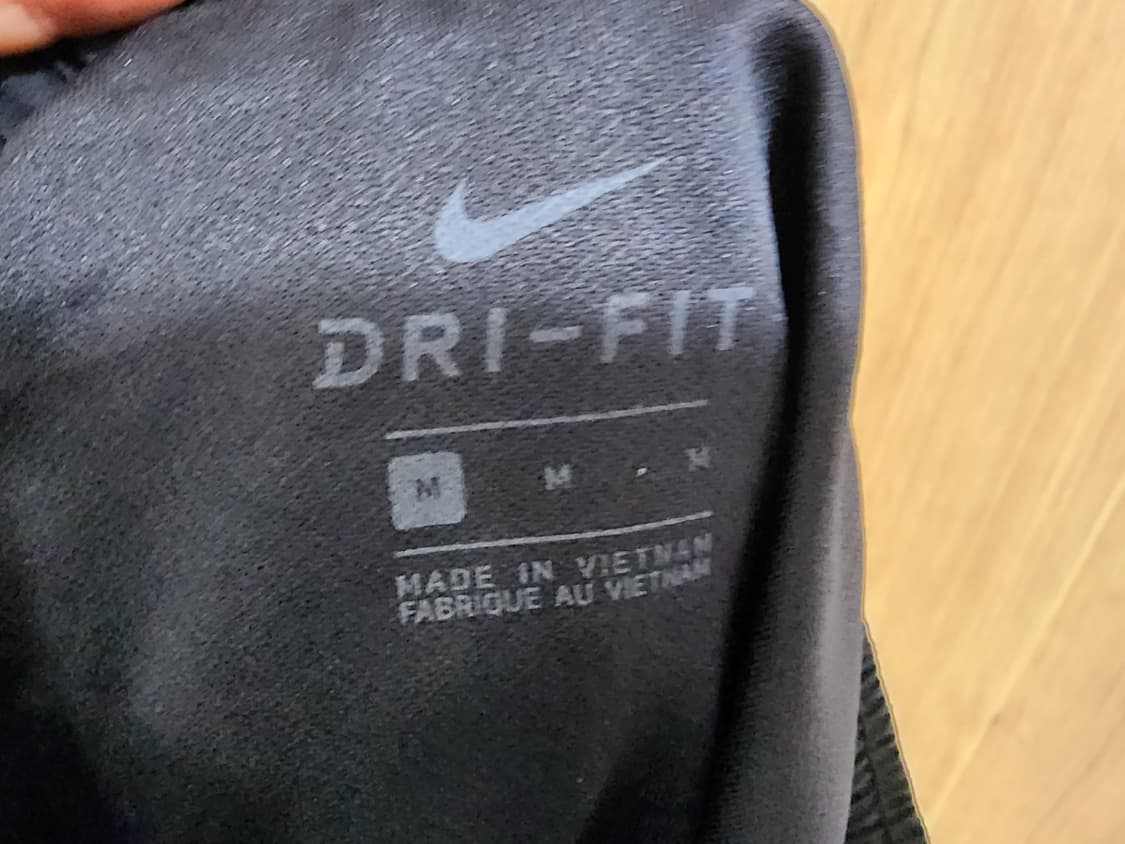 DRI-FIT
M M - M
MADE IN VIETNAM
FABRIQUE AU VIETNAM